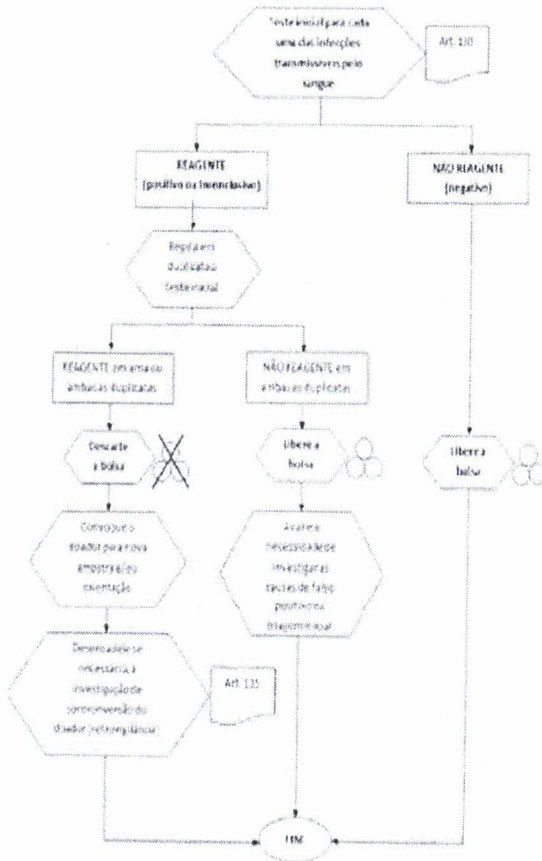 Teste inicial para cada
uma das infecções
transmissíveis pelo
sangue
Art. 130
REAGENTE
(positivo ou inconclusivo)
NÃO REAGENTE
(negativo)
Repita em
duplicata o
teste inicial
REAGENTE em uma ou
ambas as duplicatas
NÃO REAGENTE em
ambas as duplicatas
Descarte
a bolsa
Libere a
bolsa
Libere a
bolsa
Convoque o
doador para nova
amostra e/ou
orientação
Avalie a
necessidade de
investigar as
causas de falso
positivo na
triagem inicial
Desencadeie se
necessário, a
investigação de
soroconversão do
doador (retrovigilância)
Art. 135
FIM